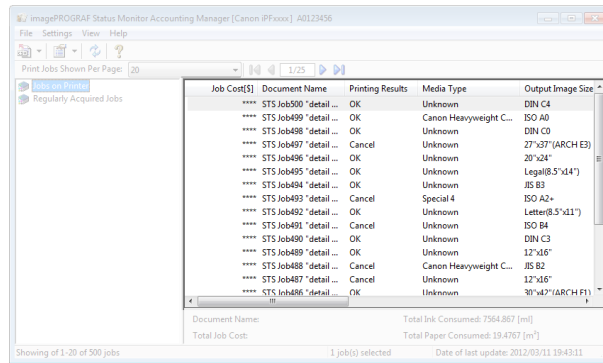 imagePROGRAF Status Monitor Accounting Manager [Canon iPFxxxx]  A0123456
File  Settings  View  Help
Print Jobs Shown Per Page: 20  1/25
Jobs on Printer
Regularly Acquired Jobs
Job Cost[$]  Document Name  Printing Results  Media Type  Output Image Size
****  STS Job500 "detail ...  OK  Unknown  DIN C4
****  STS Job499 "detail ...  OK  Canon Heavyweight C...  ISO A0
****  STS Job498 "detail ...  OK  Unknown  DIN C0
****  STS Job497 "detail ...  Cancel  Unknown  27"x37"(ARCH E3)
****  STS Job496 "detail ...  OK  Unknown  20"x24"
****  STS Job495 "detail ...  OK  Unknown  Legal(8.5"x14")
****  STS Job494 "detail ...  OK  Unknown  JIS B3
****  STS Job493 "detail ...  Cancel  Special 4  ISO A2+
****  STS Job492 "detail ...  OK  Unknown  Letter(8.5"x11")
****  STS Job491 "detail ...  Cancel  Unknown  ISO B4
****  STS Job490 "detail ...  OK  Unknown  DIN C3
****  STS Job489 "detail ...  OK  Unknown  12"x16"
****  STS Job488 "detail ...  Cancel  Canon Heavyweight C...  JIS B2
****  STS Job487 "detail ...  Cancel  Unknown  12"x16"
****  STS Job486 "detail ...  OK  Unknown  30"x42"(ARCH E1)
Document Name:  Total Ink Consumed: 7564.867 [ml]
Total Job Cost:  Total Paper Consumed: 19.4767 [m²]
Showing of 1-20 of 500 jobs  1 job(s) selected  Date of last update: 2012/03/11 19:43:11